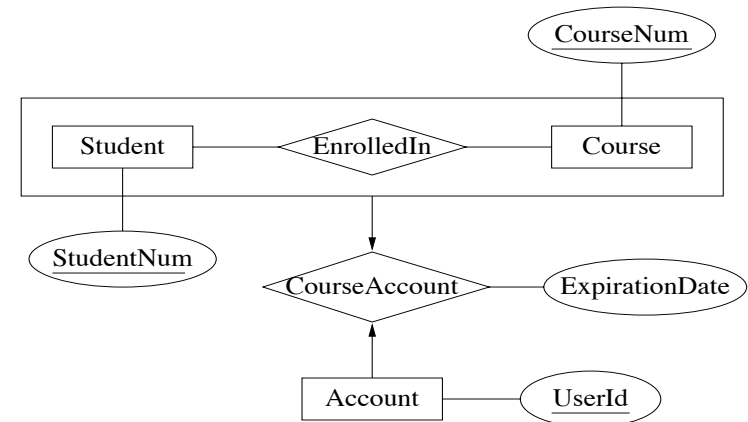 CourseNum
Student
EnrolledIn
Course
StudentNum
CourseAccount
ExpirationDate
Account
UserId